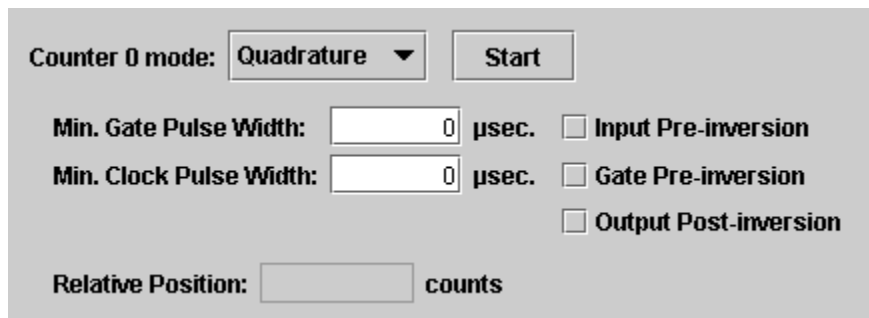 Counter 0 mode: Quadrature Start
Min. Gate Pulse Width: 0 µsec. Input Pre-inversion
Min. Clock Pulse Width: 0 µsec. Gate Pre-inversion
Output Post-inversion
Relative Position: counts